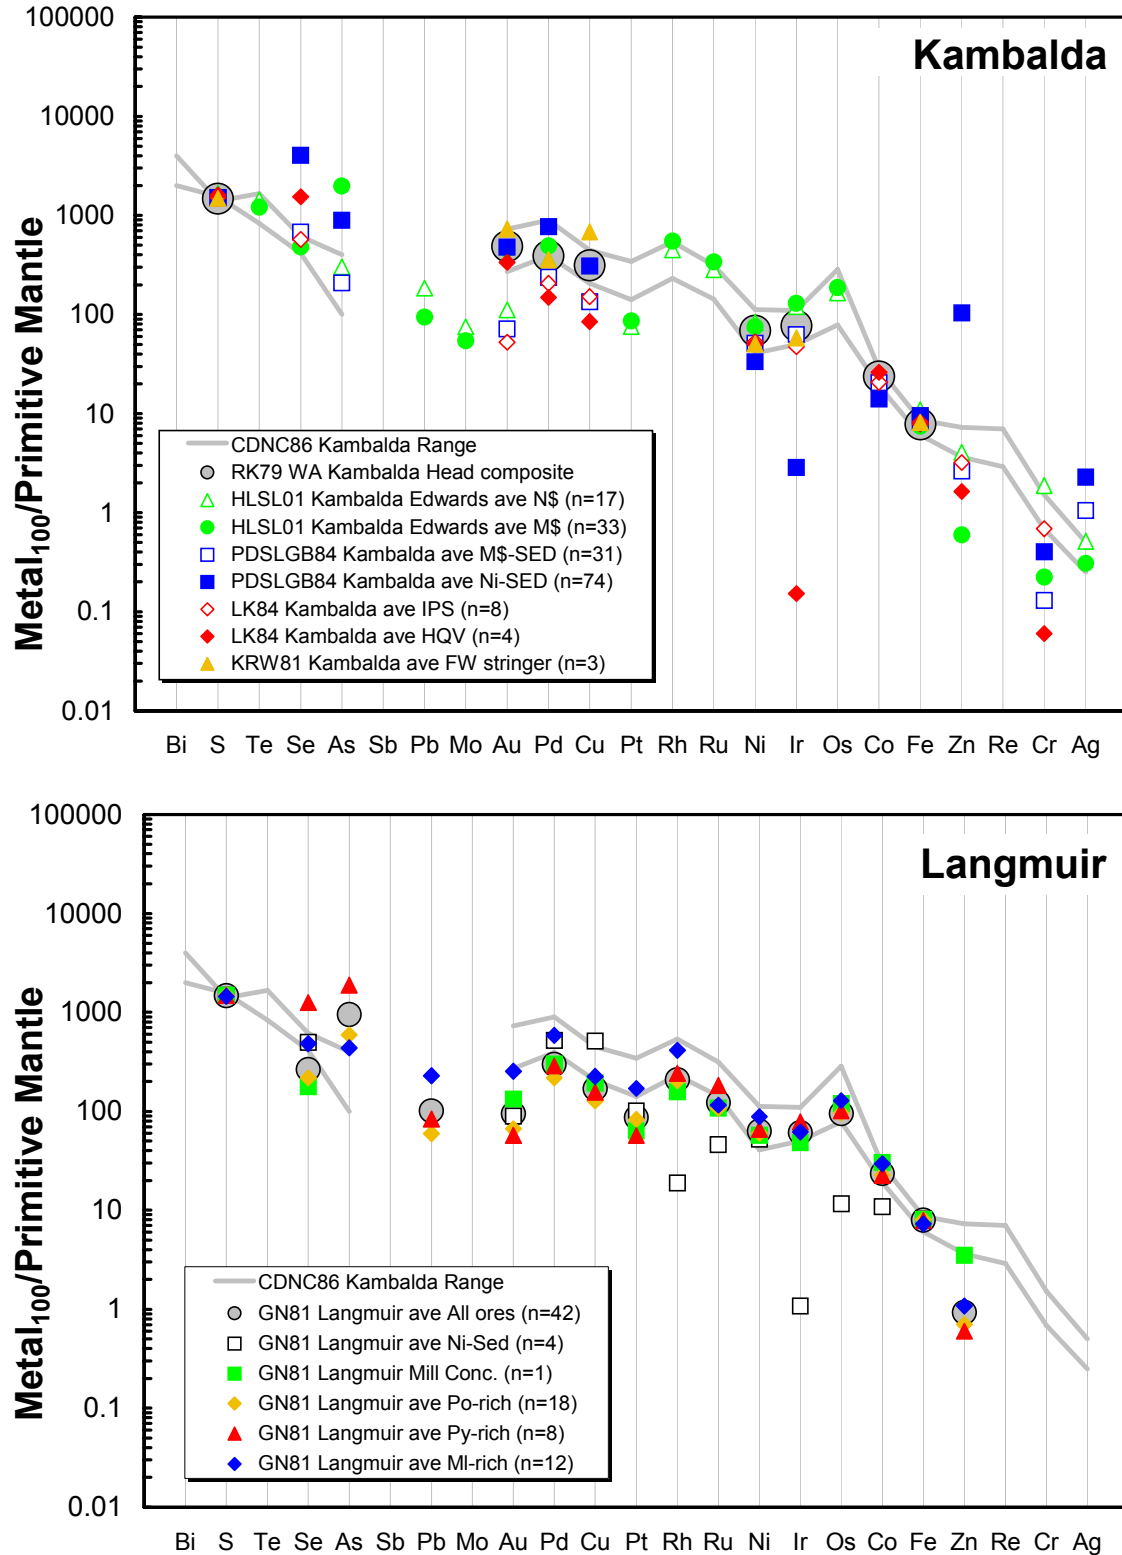 Kambalda
100000
10000
1000
100
10
1
0.1
0.01
Metal100/Primitive Mantle
CDNC86 Kambalda Range
RK79 WA Kambalda Head composite
HLSL01 Kambalda Edwards ave N$ (n=17)
HLSL01 Kambalda Edwards ave M$ (n=33)
PDSLGB84 Kambalda ave M$-SED (n=31)
PDSLGB84 Kambalda ave Ni-SED (n=74)
LK84 Kambalda ave IPS (n=8)
LK84 Kambalda ave HQV (n=4)
KRW81 Kambalda ave FW stringer (n=3)
Bi S Te Se As Sb Pb Mo Au Pd Cu Pt Rh Ru Ni Ir Os Co Fe Zn Re Cr Ag
Langmuir
100000
10000
1000
100
10
1
0.1
0.01
Metal100/Primitive Mantle
CDNC86 Kambalda Range
GN81 Langmuir ave All ores (n=42)
GN81 Langmuir ave Ni-Sed (n=4)
GN81 Langmuir Mill Conc. (n=1)
GN81 Langmuir ave Po-rich (n=18)
GN81 Langmuir ave Py-rich (n=8)
GN81 Langmuir ave Ml-rich (n=12)
Bi S Te Se As Sb Pb Mo Au Pd Cu Pt Rh Ru Ni Ir Os Co Fe Zn Re Cr Ag